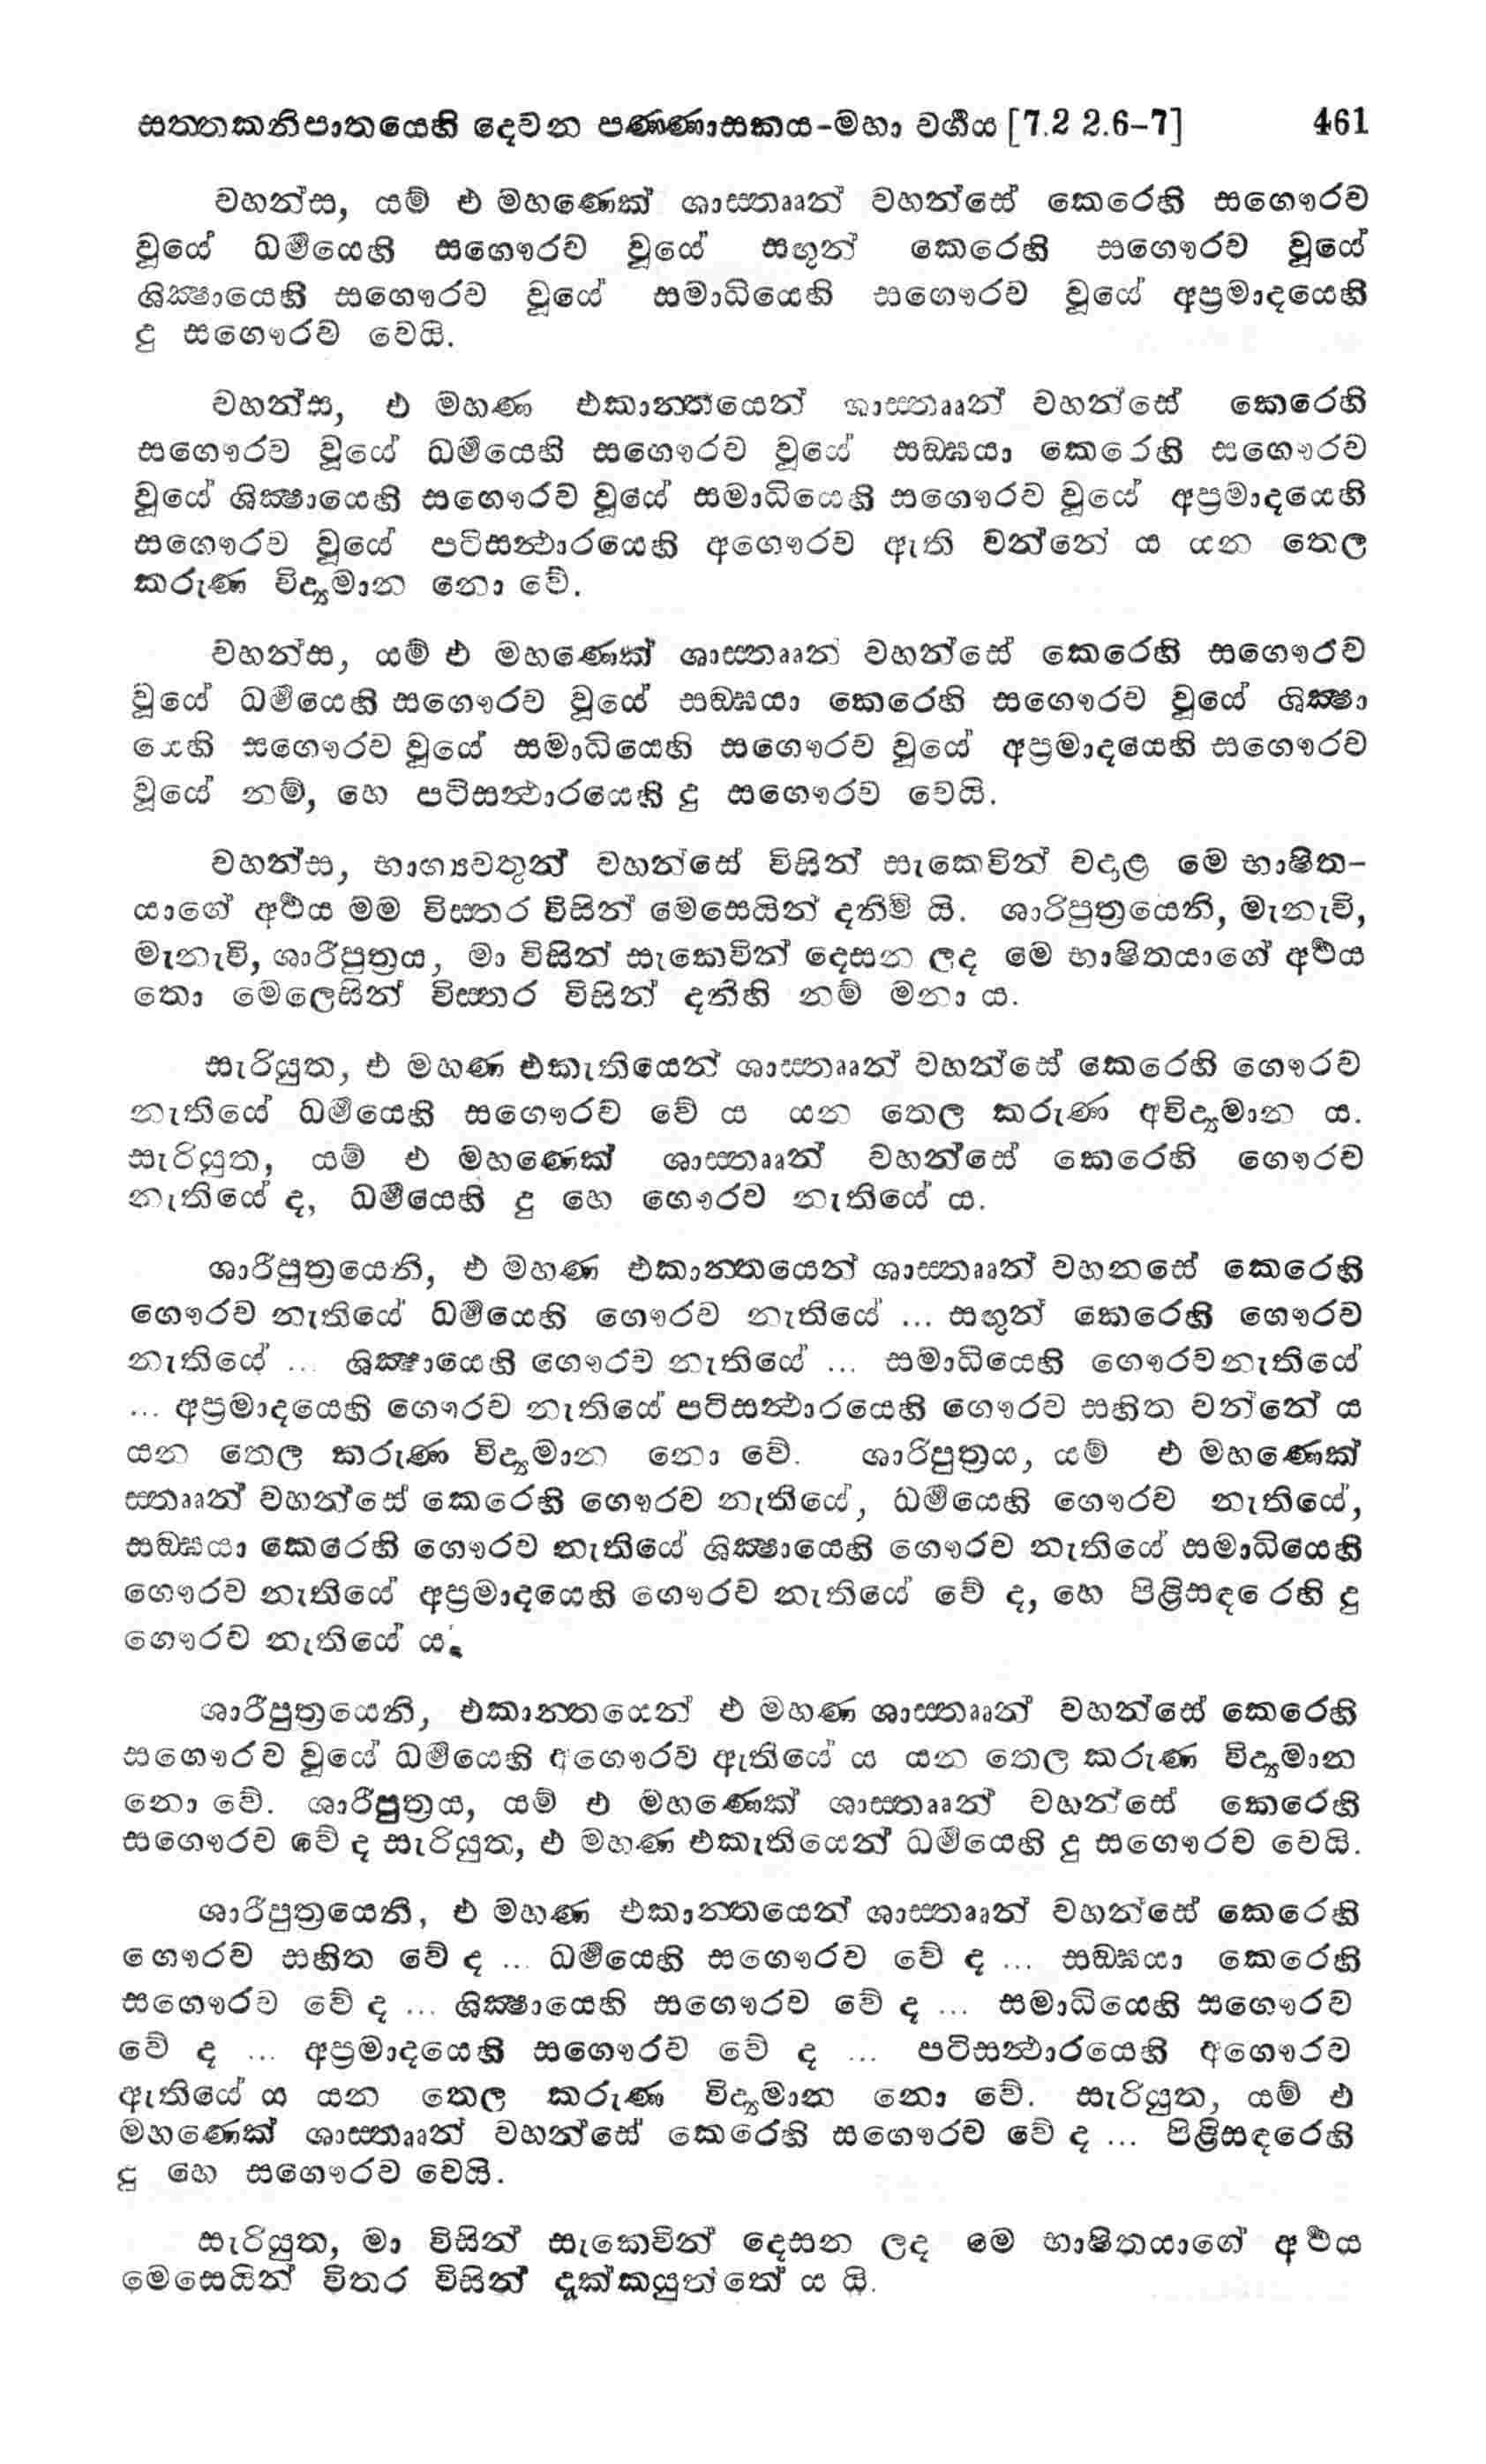 සත්තකනිපාතයෙහි දෙවන පණ්ණාසකය-මහා වර්‍ගය [7.2 2.6-7] 461
වහන්ස, යම් එ මහණෙක් ශාස්තෲන් වහන්සේ කෙරෙහි සගෞරව
වූයේ ධර්‍මයෙහි සගෞරව වූයේ සඟුන් කෙරෙහි සගෞරව වූයේ
ශික්‍ෂායෙහි සගෞරව වූයේ සමාධියෙහි සගෞරව වූයේ අප්‍රමාදයෙහි
දු සගෞරව වෙයි.
වහන්ස, එ මහණ එකාන්තයෙන් ශාස්තෲන් වහන්සේ කෙරෙහි
සගෞරව වූයේ ධර්‍මයෙහි සගෞරව වූයේ සඞ්ඝයා කෙරෙහි සගෞරව
වූයේ ශික්‍ෂායෙහි සගෞරව වූයේ සමාධියෙහි සගෞරව වූයේ අප්‍රමාදයෙහි
සගෞරව වූයේ පටිසන්‍ථාරයෙහි අගෞරව ඇති වන්නේ ය යන තෙල
කරුණ විද්‍යමාන නො වේ.
වහන්ස, යම් එ මහණෙක් ශාස්තෲන් වහන්සේ කෙරෙහි සගෞරව
වූයේ ධර්‍මයෙහි සගෞරව වූයේ සඞ්ඝයා කෙරෙහි සගෞරව වූයේ ශික්‍ෂා
යෙහි සගෞරව වූයේ සමාධියෙහි සගෞරව වූයේ අප්‍රමාදයෙහි සගෞරව
වූයේ නම්, හෙ පටිසන්‍ථාරයෙහි දු සගෞරව වෙයි.
වහන්ස, භාග්‍යවතුන් වහන්සේ විසින් සැකෙවින් වදාළ මෙ භාෂිත-
යාගේ අර්‍ථය මම විස්තර විසින් මෙසෙයින් දනිම් යි. ශාරිපුත්‍රයෙනි, මැනැවි,
මැනැවි, ශාරීපුත්‍රය, මා විසින් සැකෙවින් දෙසන ලද මෙ භාෂිතයාගේ අර්‍ථය
තො මෙලෙසින් විස්තර විසින් දනිහි නම් මනා ය.
සැරියුත, එ මහණ එකැතියෙන් ශාස්තෲන් වහන්සේ කෙරෙහි ගෞරව
නැතියේ ධර්‍මයෙහි සගෞරව වේ ය යන තෙල කරුණ අවිද්‍යමාන ය.
සැරියුත, යම් එ මහණෙක් ශාස්තෲන් වහන්සේ කෙරෙහි ගෞරව
නැතියේ ද, ධර්‍මයෙහි දු හෙ ගෞරව නැතියේ ය.
ශාරීපුත්‍රයෙනි, එ මහණ එකාන්තයෙන් ශාස්තෲන් වහනසේ කෙරෙහි
ගෞරව නැතියේ ධර්‍මයෙහි ගෞරව නැතියේ ... සඟුන් කෙරෙහි ගෞරව
නැතියේ ... ශික්‍ෂායෙහි ගෞරව නැතියේ ... සමාධියෙහි ගෞරවනැතියේ
... අප්‍රමාදයෙහි ගෞරව නැතියේ පටිසන්‍ථාරයෙහි ගෞරව සහිත වන්නේ ය
යන තෙල කරුණ විද්‍යමාන නො වේ. ශාරිපුත්‍රය, යම් එ මහණෙක්
ස්තෲන් වහන්සේ කෙරෙහි ගෞරව නැතියේ, ධර්‍මයෙහි ගෞරව නැතියේ,
සඞ්ඝයා කෙරෙහි ගෞරව නැතියේ ශික්‍ෂායෙහි ගෞරව නැතියේ සමාධියෙහි
ගෞරව නැතියේ අප්‍රමාදයෙහි ගෞරව නැතියේ වේ ද, හෙ පිළිසඳරෙහි දු
ගෞරව නැතියේ ය.
ශාරීපුත්‍රයෙනි, එකාන්තයෙන් එ මහණ ශාස්තෲන් වහන්සේ කෙරෙහි
සගෞරව වූයේ ධර්‍මයෙහි අගෞරව ඇතියේ ය යන තෙල කරුණ විද්‍යමාන
නො වේ. ශාරීපුත්‍රය, යම් එ මහණෙක් ශාස්තෲන් වහන්සේ කෙරෙහි
සගෞරව වේ ද සැරියුත, එ මහණ එකැතියෙන් ධර්‍මයෙහි දු සගෞරව වෙයි.
ශාරීපුත්‍රයෙනි, එ මහණ එකාන්තයෙන් ශාස්තෲන් වහන්සේ කෙරෙහි
ගෞරව සහිත වේ ද ... ධර්‍මයෙහි සගෞරව වේ ද ... සඞ්ඝයා කෙරෙහි
සගෞරව වේ ද ... ශික්‍ෂායෙහි සගෞරව වේ ද ... සමාධියෙහි සගෞරව
වේ ද ... අප්‍රමාදයෙහි සගෞරව වේ ද ... පටිසන්‍ථාරයෙහි අගෞරව
ඇතියේ ය යන තෙල කරුණ විද්‍යමාන නො වේ. සැරියුත, යම් එ
මහණෙක් ශාස්තෲන් වහන්සේ කෙරෙහි සගෞරව වේ ද ... පිළිසඳරෙහි
දු හෙ සගෞරව වෙයි.
සැරියුත, මා විසින් සැකෙවින් දෙසන ලද මෙ භාෂිතයාගේ අර්‍ථය
මෙසෙයින් විතර විසින් දැක්කයුත්තේ ය යි.